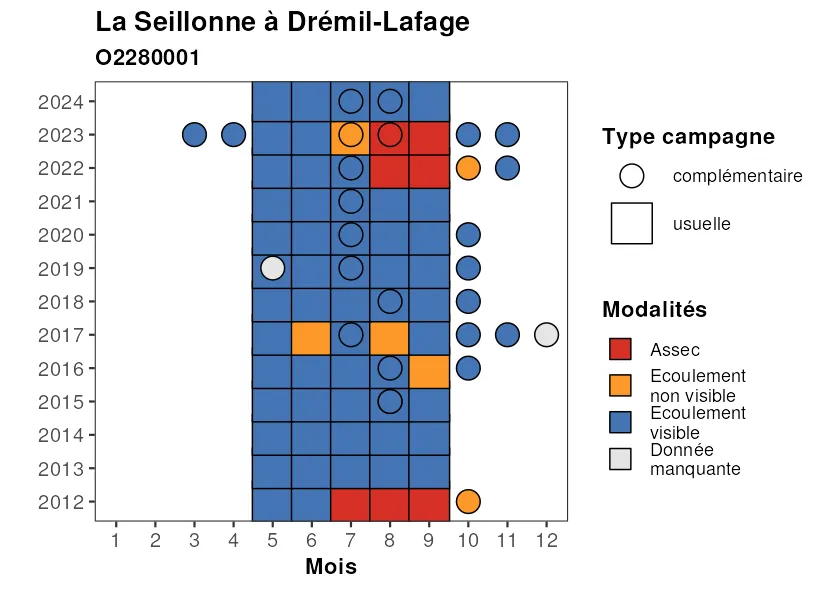 La Seillonne à Drémil-Lafage
O2280001
2024
2023
2022
2021
2020
2019
2018
2017
2016
2015
2014
2013
2012
1 2 3 4 5 6 7 8 9 10 11 12
Mois
Type campagne
complémentaire
usuelle
Modalités
Assec
Ecoulement
non visible
Ecoulement
visible
Donnée
manquante